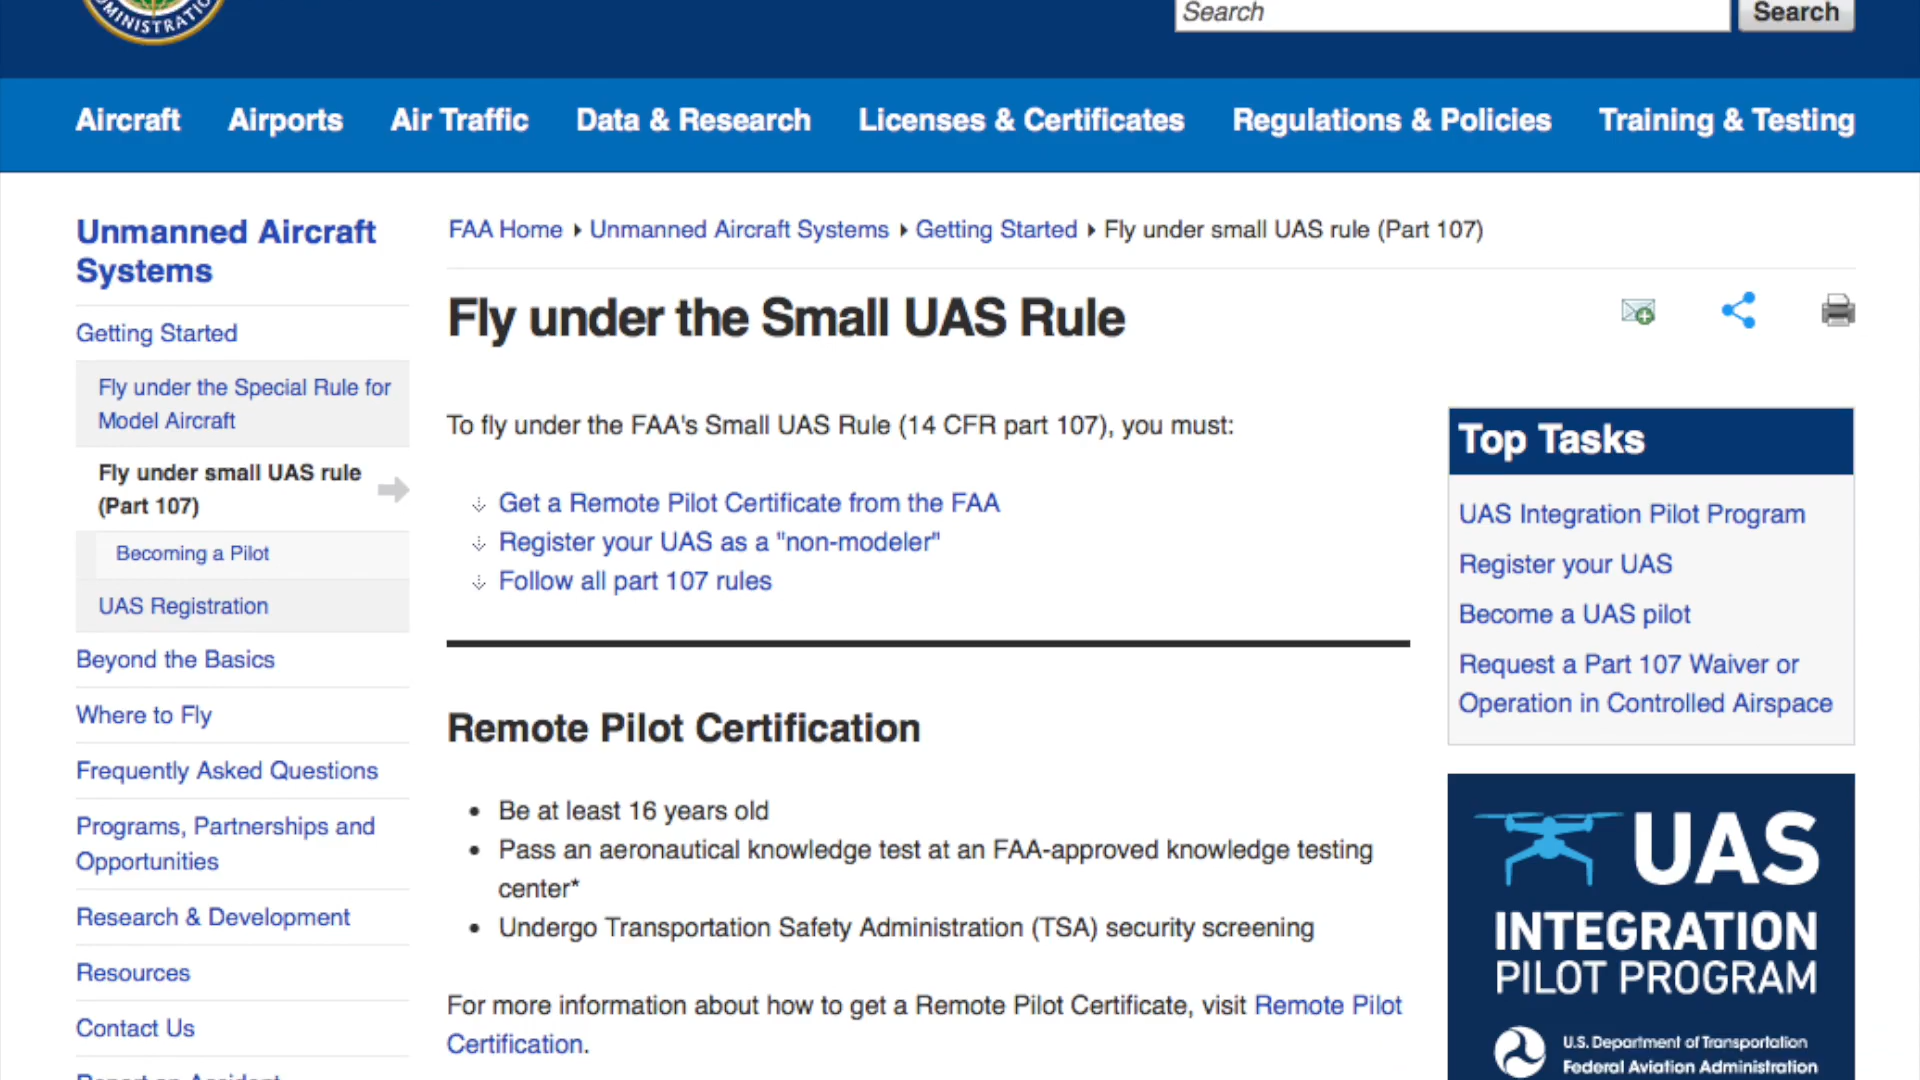 MINISTRATIO
Search
Search
Aircraft
Airports
Air Traffic
Data & Research
Licenses & Certificates
Regulations & Policies
Training & Testing
Unmanned Aircraft
Systems
Getting Started
Fly under the Special Rule for
Model Aircraft
Fly under small UAS rule
(Part 107)
Becoming a Pilot
UAS Registration
Beyond the Basics
Where to Fly
Frequently Asked Questions
Programs, Partnerships and
Opportunities
Research & Development
Resources
Contact Us
FAA Home Unmanned Aircraft Systems Getting Started Fly under small UAS rule (Part 107)
Fly under the Small UAS Rule
To fly under the FAA's Small UAS Rule (14 CFR part 107), you must:
Get a Remote Pilot Certificate from the FAA
Register your UAS as a "non-modeler"
Follow all part 107 rules
Remote Pilot Certification
• Be at least 16 years old
• Pass an aeronautical knowledge test at an FAA-approved knowledge testing
center*
• Undergo Transportation Safety Administration (TSA) security screening
For more information about how to get a Remote Pilot Certificate, visit Remote Pilot
Certification.
Top Tasks
UAS Integration Pilot Program
Register your UAS
Become a UAS pilot
Request a Part 107 Waiver or
Operation in Controlled Airspace
UAS
INTEGRATION
PILOT PROGRAM
U.S. Department of Transportation
Federal Aviation Administration